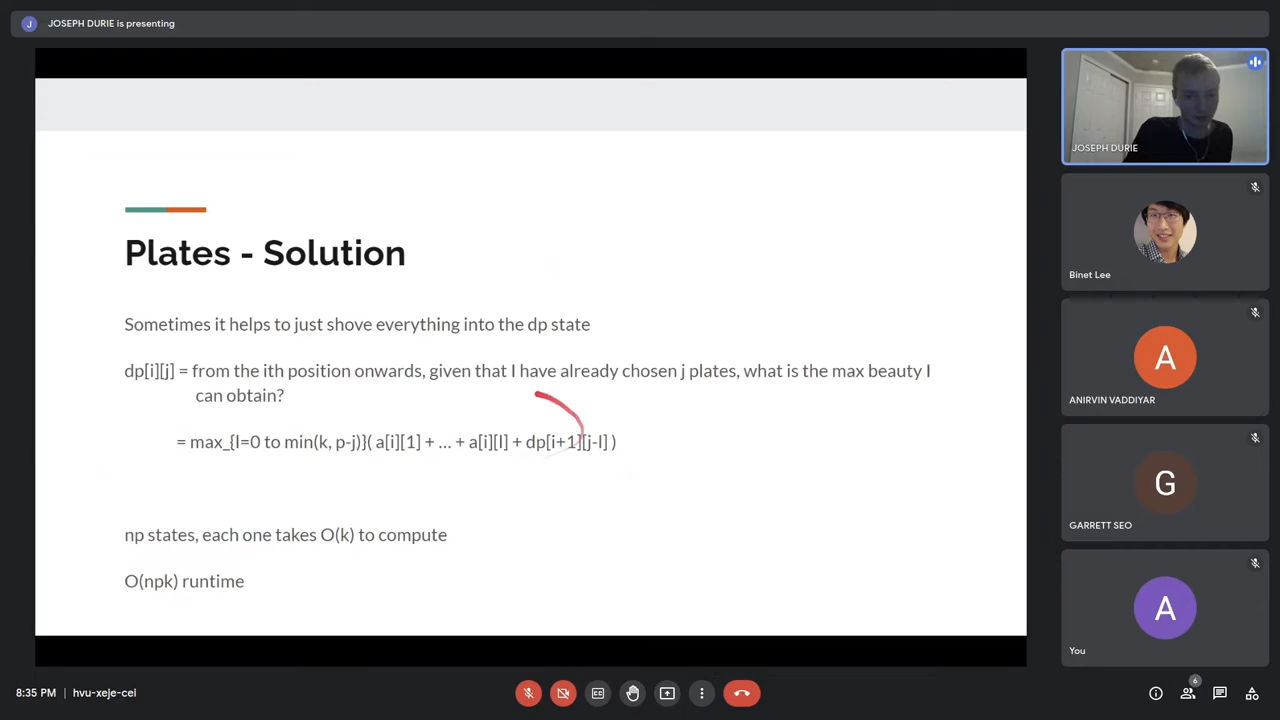 J JOSEPH DURIE is presenting
Plates - Solution
Sometimes it helps to just shove everything into the dp state
dp[i][j] = from the ith position onwards, given that I have already chosen j plates, what is the max beauty I
can obtain?
= max_{l=0 to min(k, p-j)}( a[i][1] + ... + a[i][l] + dp[i+1][j-l] )
np states, each one takes O(k) to compute
O(npk) runtime
JOSEPH DURIE
Binet Lee
A
ANIRVIN VADDIYAR
G
GARRETT SEO
A
You
8:35 PM | hvu-xeje-cei
CC
6